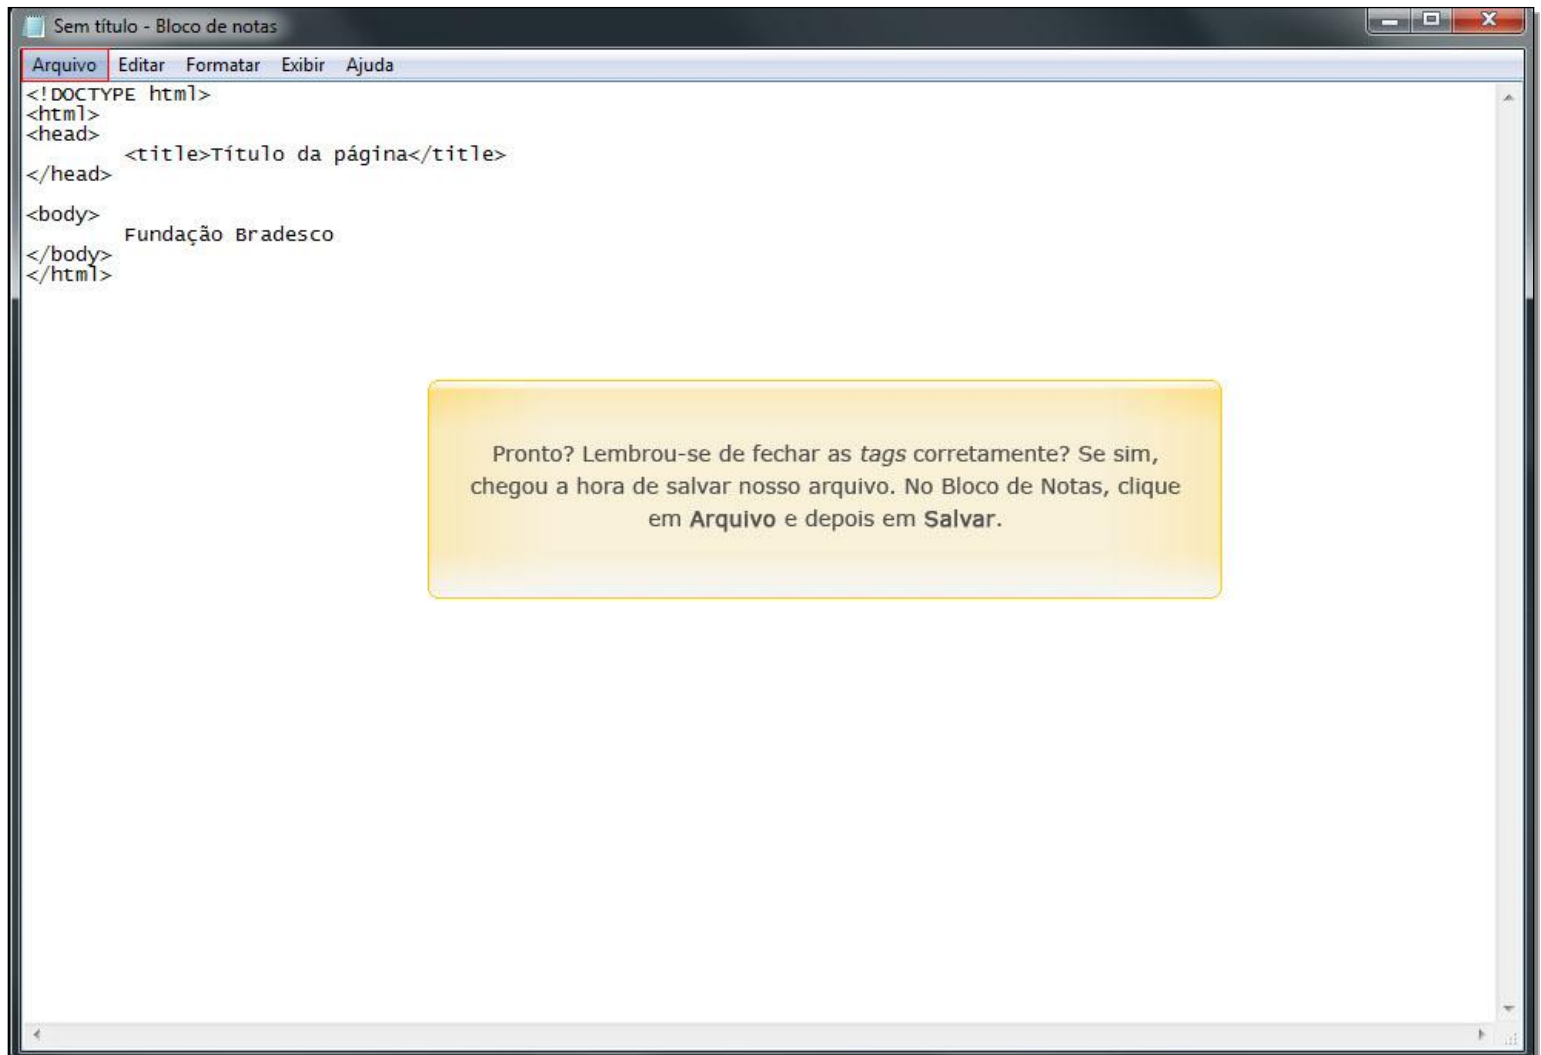 Sem título - Bloco de notas
Arquivo Editar Formatar Exibir Ajuda
<!DOCTYPE html>
<html>
<head>
<title>Título da página</title>
</head>
<body>
Fundação Bradesco
</body>
</html>
Pronto? Lembrou-se de fechar as tags corretamente? Se sim,
chegou a hora de salvar nosso arquivo. No Bloco de Notas, clique
em Arquivo e depois em Salvar.